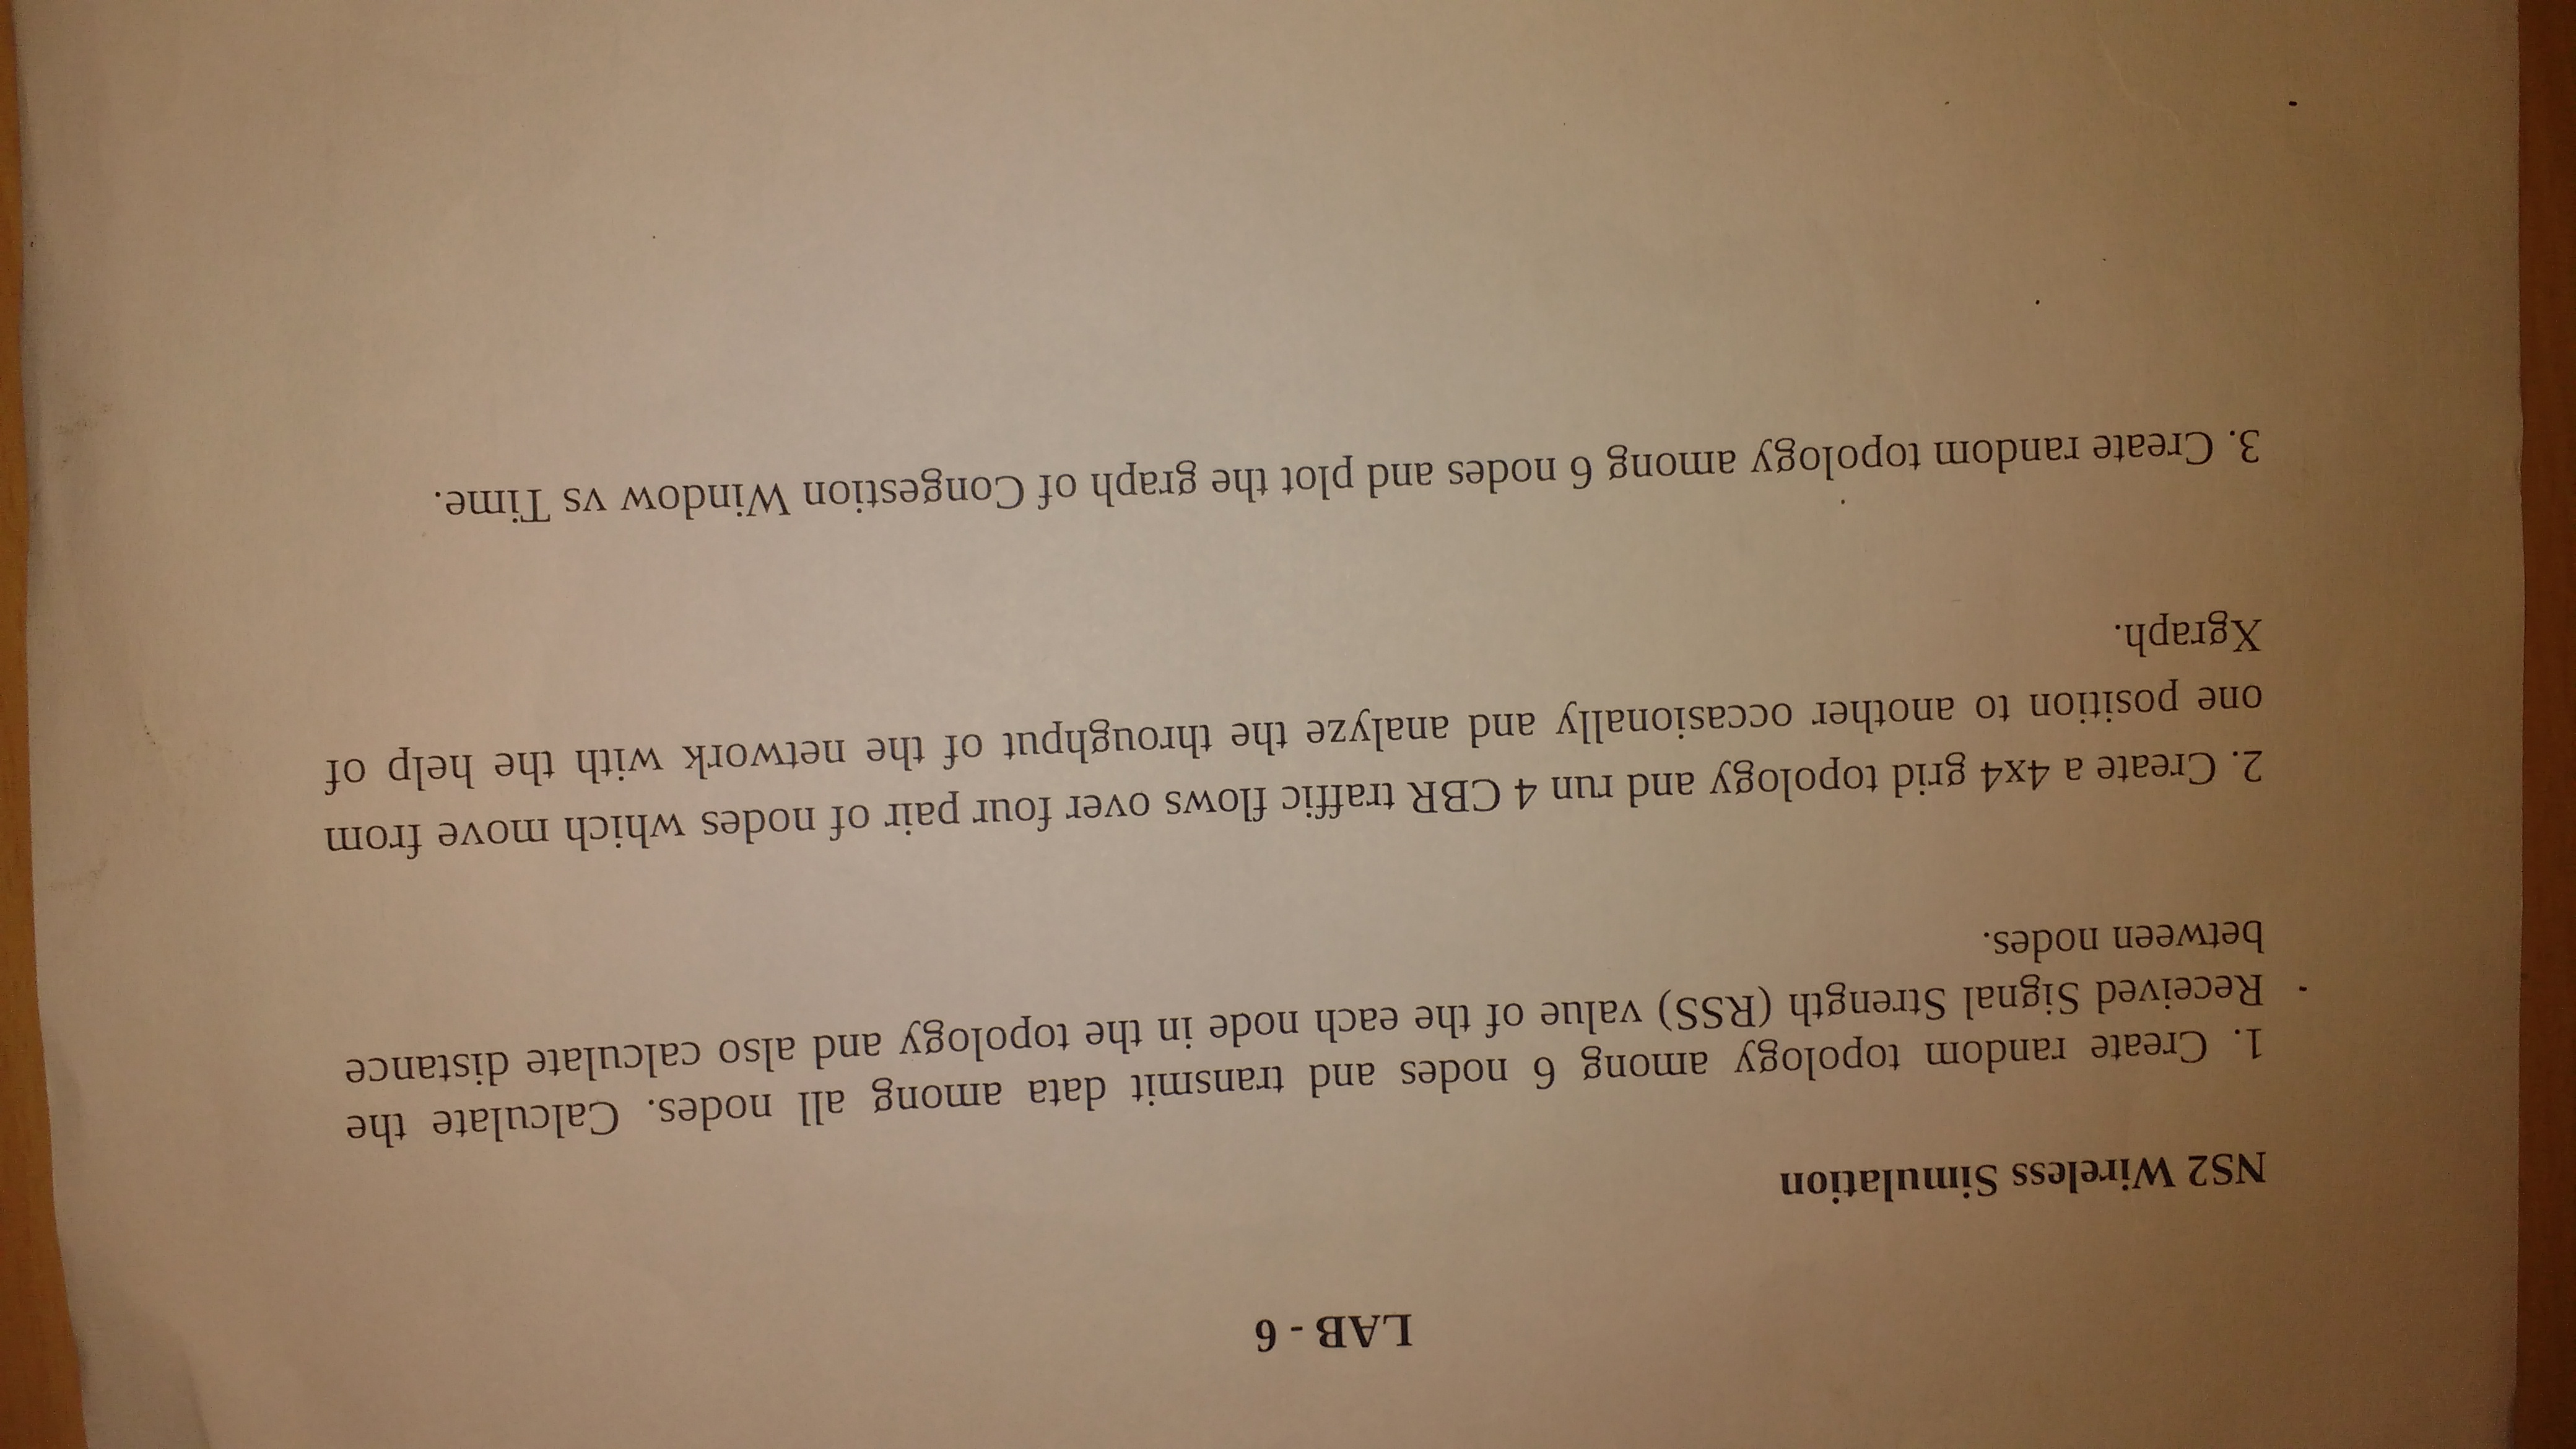 LAB - 6
NS2 Wireless Simulation
1. Create random topology among 6 nodes and transmit data among all nodes. Calculate the
Received Signal Strength (RSS) value of the each node in the topology and also calculate distance
between nodes.
2. Create a 4x4 grid topology and run 4 CBR traffic flows over four pair of nodes which move from
one position to another occasionally and analyze the throughput of the network with the help of
Xgraph.
3. Create random topology among 6 nodes and plot the graph of Congestion Window vs Time.